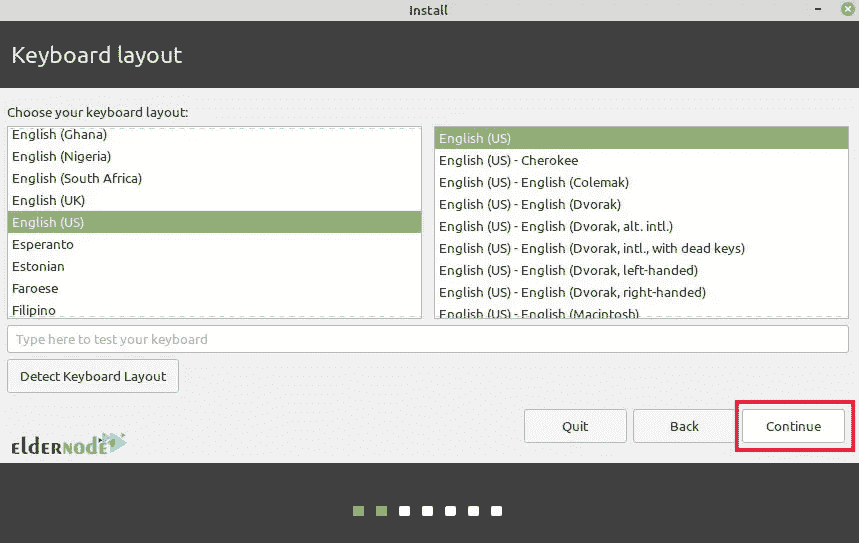 Install
Keyboard layout
Choose your keyboard layout:
English (Ghana)
English (Nigeria)
English (South Africa)
English (UK)
English (US)
Esperanto
Estonian
Faroese
Filipino
English (US)
English (US) - Cherokee
English (US) - English (Colemak)
English (US) - English (Dvorak)
English (US) - English (Dvorak, alt. intl.)
English (US) - English (Dvorak, intl., with dead keys)
English (US) - English (Dvorak, left-handed)
English (US) - English (Dvorak, right-handed)
English (US) - English (Macintosh)
Type here to test your keyboard
Detect Keyboard Layout
Quit Back Continue
ElderNode